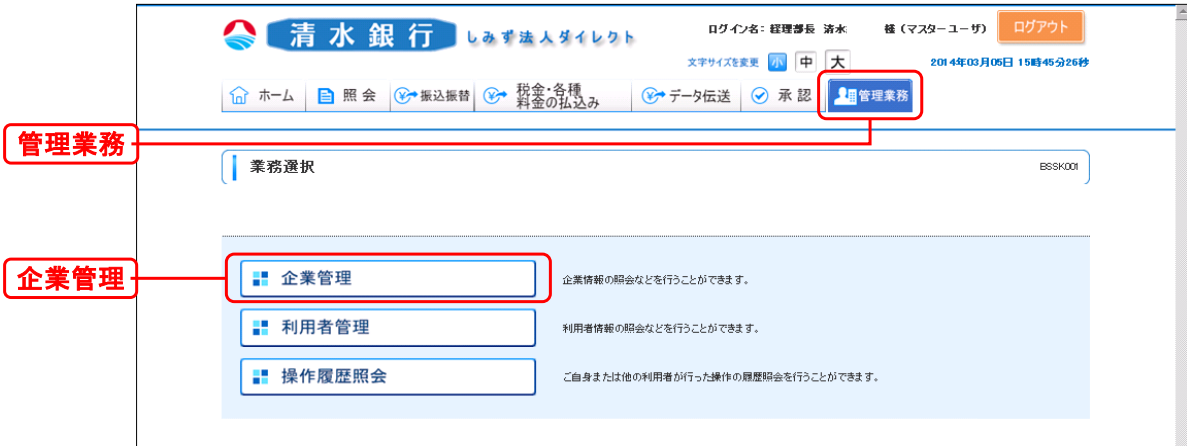 清水銀行 しみず法人ダイレクト
ログイン名: 経理部長 清水 様 (マスターユーザ) ログアウト
文字サイズを変更 小 中 大 2014年03月05日 15時45分26秒
ホーム 照会 振込振替 税金・各種
料金の払込み データ伝送 承認 管理業務
管理業務
業務選択 BSSK001
企業管理
企業管理 企業情報の照会などを行うことができます。
利用者管理 利用者情報の照会などを行うことができます。
操作履歴照会 ご自身または他の利用者が行った操作の履歴照会を行うことができます。